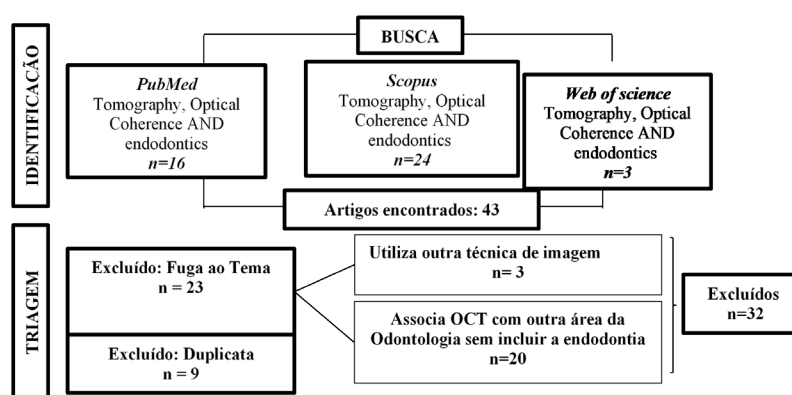 BUSCA
IDENTIFICAÇÃO
PubMed
Tomography, Optical
Coherence AND
endodontics
n=16
Scopus
Tomography, Optical
Coherence AND
endodontics
n=24
Web of science
Tomography, Optical
Coherence AND
endodontics
n=3
Artigos encontrados: 43
TRIAGEM
Excluído: Fuga ao Tema
n = 23
Excluído: Duplicata
n = 9
Utiliza outra técnica de imagem
n= 3
Associa OCT com outra área da
Odontologia sem incluir a endodontia
n=20
Excluídos
n=32